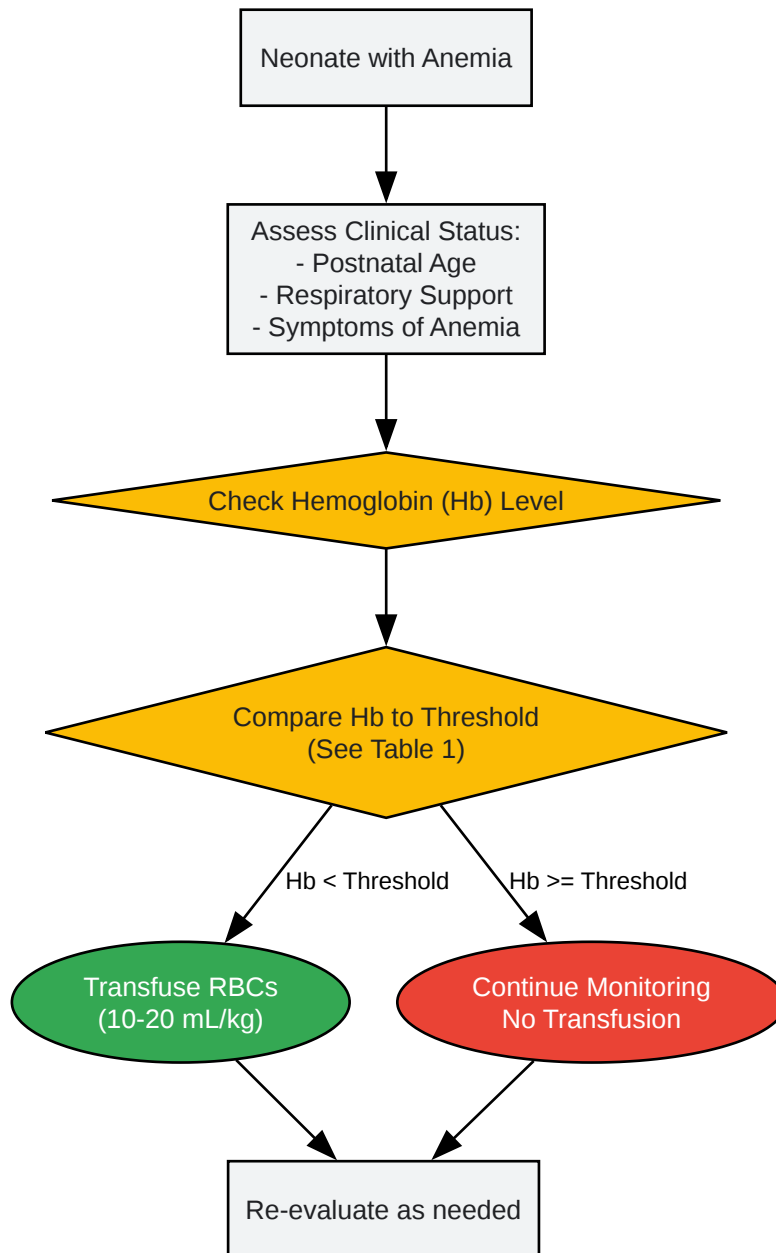 Neonate with Anemia
Assess Clinical Status:
- Postnatal Age
- Respiratory Support
- Symptoms of Anemia
Check Hemoglobin (Hb) Level
Compare Hb to Threshold
(See Table 1)
Hb < Threshold
Hb >= Threshold
Transfuse RBCs
(10-20 mL/kg)
Continue Monitoring
No Transfusion
Re-evaluate as needed